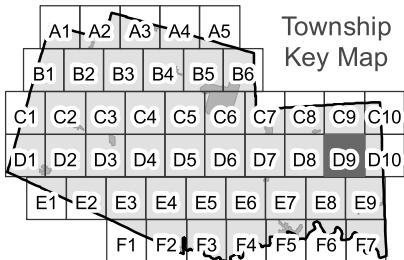 Township
Key Map
A1 A2 A3 A4 A5
B1 B2 B3 B4 B5 B6
C1 C2 C3 C4 C5 C6 C7 C8 C9 C10
D1 D2 D3 D4 D5 D6 D7 D8 D9 D10
E1 E2 E3 E4 E5 E6 E7 E8 E9
F1 F2 F3 F4 F5 F6 F7